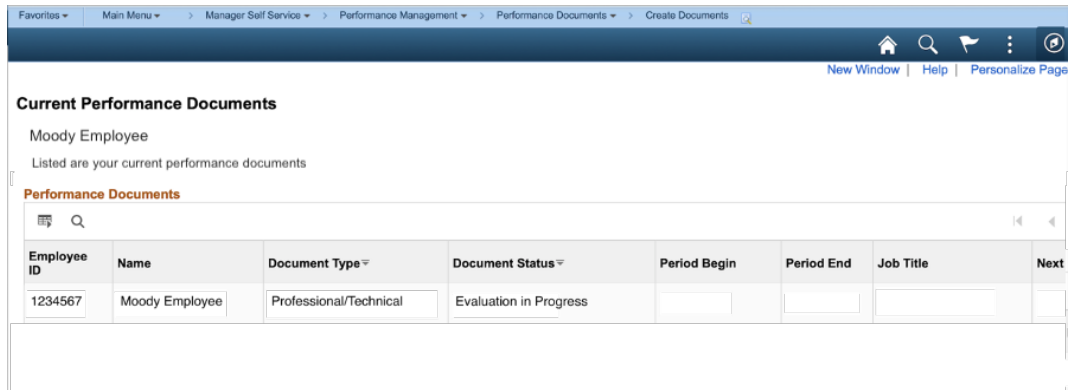 Favorites Main Menu > Manager Self Service > Performance Management > Performance Documents > Create Documents
New Window | Help | Personalize Page
Current Performance Documents
Moody Employee
Listed are your current performance documents
Performance Documents
Employee ID Name Document Type Document Status Period Begin Period End Job Title Next
1234567 Moody Employee Professional/Technical Evaluation in Progress